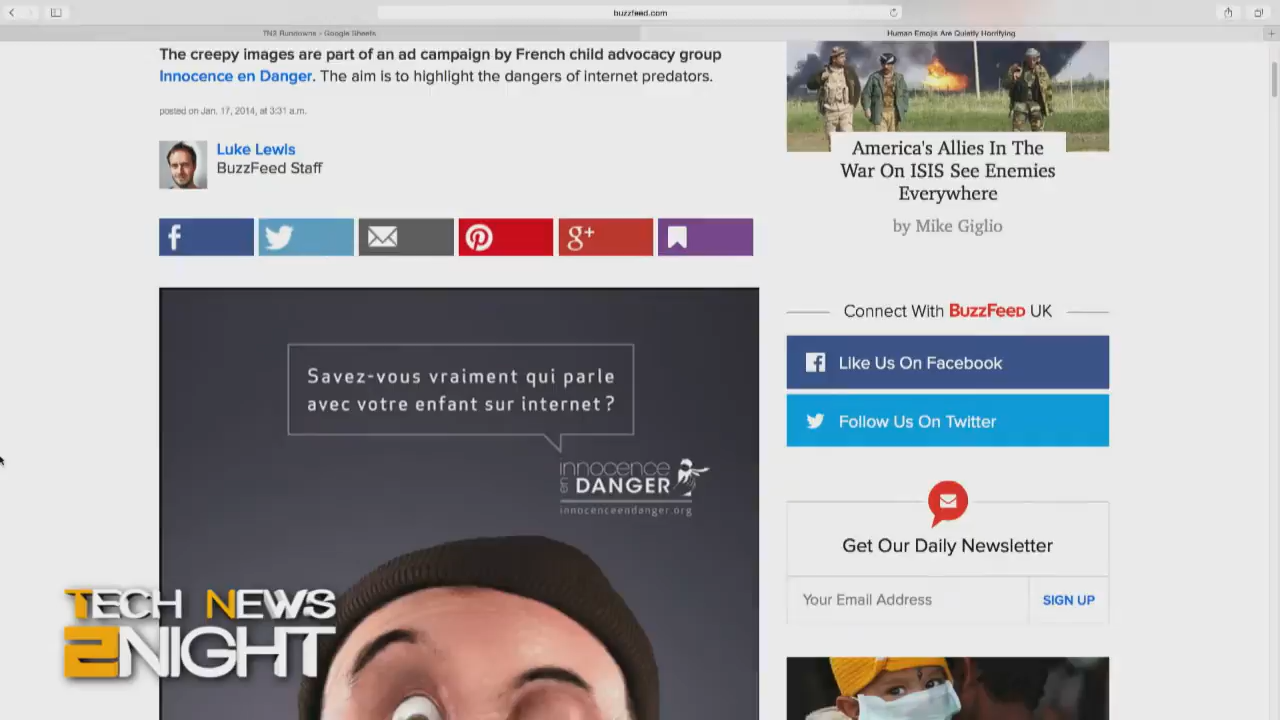 buzzfeed.com
TN2 Rundowns - Google Sheets
Human Emojis Are Quietly Horrifying
The creepy images are part of an ad campaign by French child advocacy group
Innocence en Danger. The aim is to highlight the dangers of internet predators.
posted on Jan. 17, 2014, at 3:31 a.m.
Luke Lewis
BuzzFeed Staff
America's Allies In The
War On ISIS See Enemies
Everywhere
by Mike Giglio
Connect With BuzzFeed UK
Like Us On Facebook
Follow Us On Twitter
Savez-vous vraiment qui parle
avec votre enfant sur internet ?
innocence
en DANGER
innocenceendanger.org
Get Our Daily Newsletter
Your Email Address
SIGN UP
TECH NEWS
2NIGHT